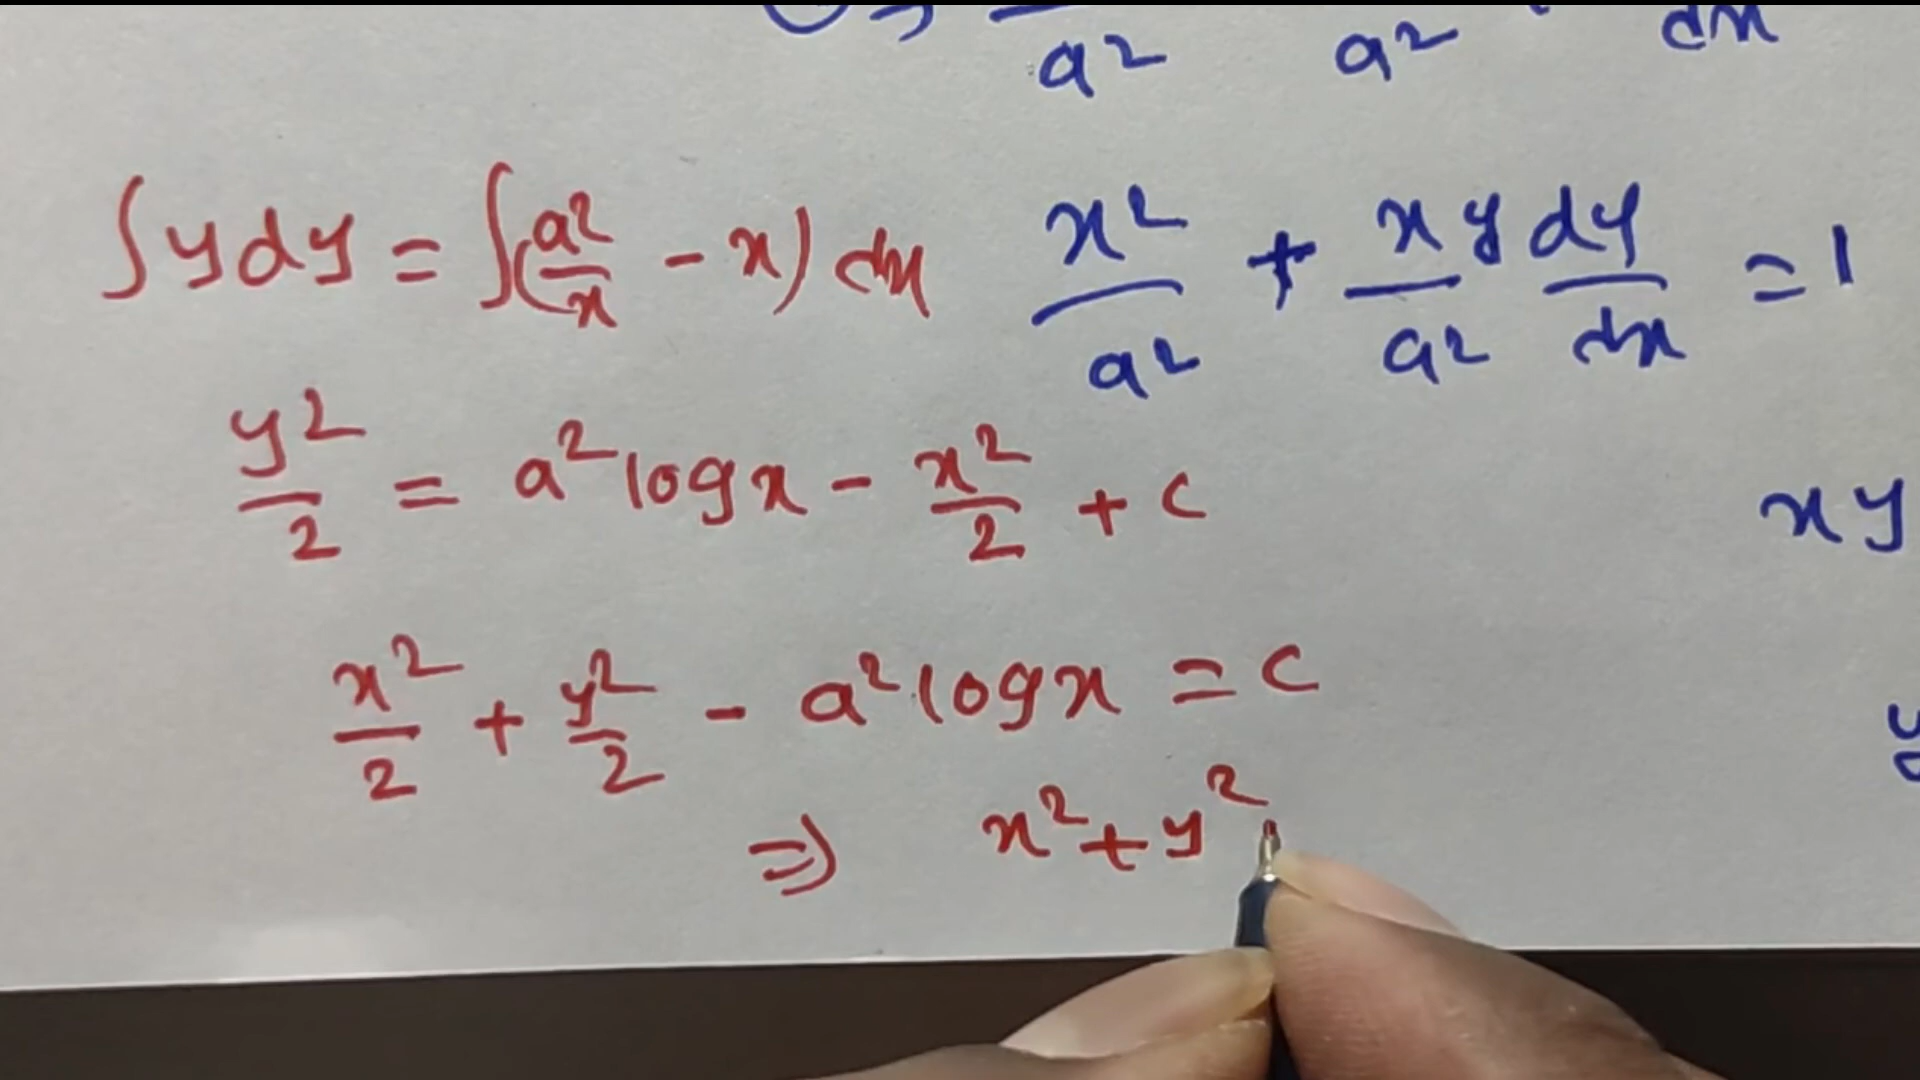 a² a² dx
∫ y dy = ∫(a²/x - x) dx x²/a² + xy/a² dy/dx = 1
y²/2 = a² log x - x²/2 + c
xy
x²/2 + y²/2 - a² log x = c
y
⇒ x² + y²